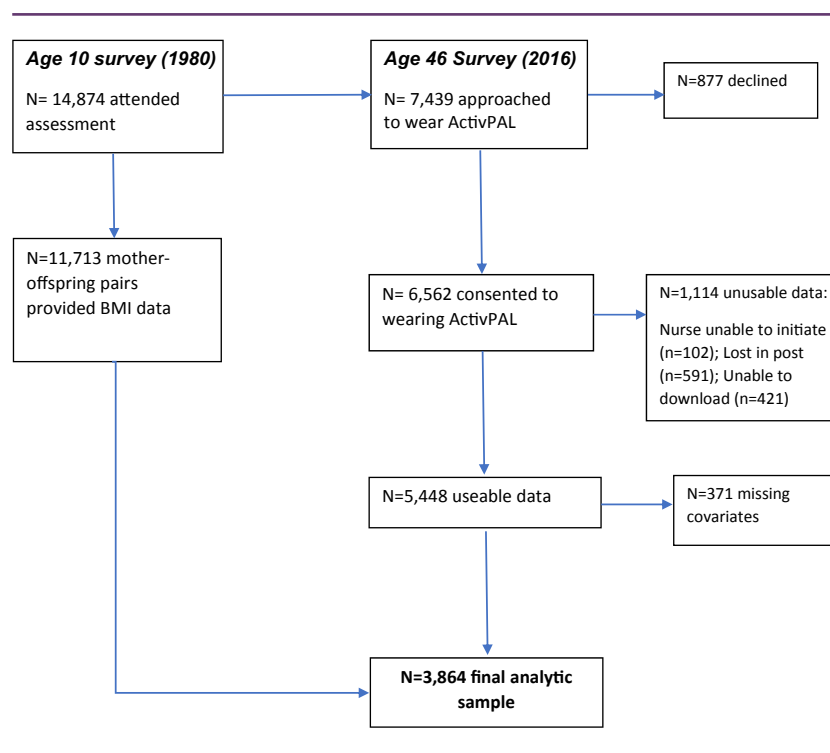 Age 10 survey (1980)
N= 14,874 attended
assessment
Age 46 Survey (2016)
N= 7,439 approached
to wear ActivPAL
N=877 declined
N=11,713 mother-
offspring pairs
provided BMI data
N= 6,562 consented to
wearing ActivPAL
N=1,114 unusable data:
Nurse unable to initiate
(n=102); Lost in post
(n=591); Unable to
download (n=421)
N=5,448 useable data
N=371 missing
covariates
N=3,864 final analytic
sample